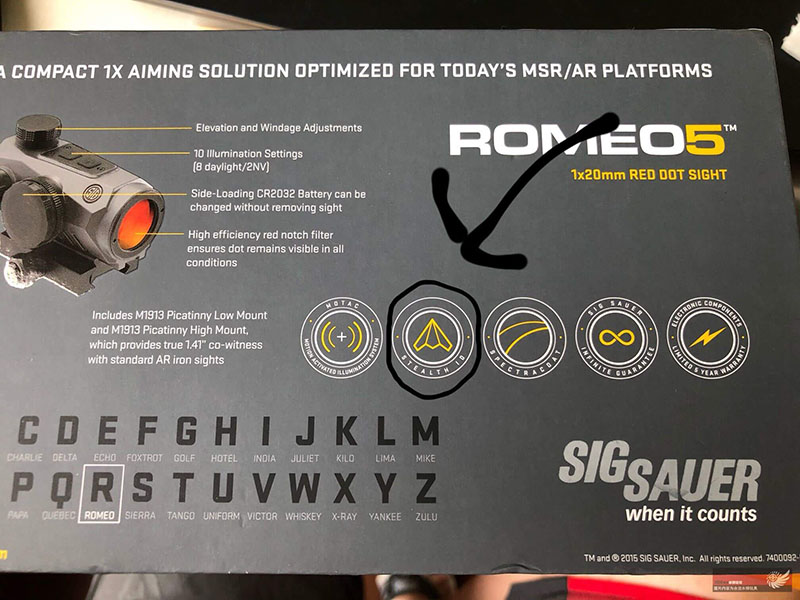 A COMPACT 1X AIMING SOLUTION OPTIMIZED FOR TODAY'S MSR/AR PLATFORMS
Elevation and Windage Adjustments
10 Illumination Settings
(8 daylight/2NV)
Side-Loading CR2032 Battery can be
changed without removing sight
High efficiency red notch filter
ensures dot remains visible in all
conditions
ROMEO5™
1x20mm RED DOT SIGHT
Includes M1913 Picatinny Low Mount
and M1913 Picatinny High Mount,
which provides true 1.41" co-witness
with standard AR iron sights
MOTAC
MOTION ACTIVATED ILLUMINATION SYSTEM
STEALTH ID
SPECTRACOAT
SIG SAUER
INFINITE GUARANTEE
ELECTRONIC COMPONENTS
LIMITED 5 YEAR WARRANTY
C D E F G H I J K L M
CHARLIE DELTA ECHO FOXTROT GOLF HOTEL INDIA JULIET KILO LIMA MIKE
P Q R S T U V W X Y Z
PAPA QUEBEC ROMEO SIERRA TANGO UNIFORM VICTOR WHISKEY X-RAY YANKEE ZULU
SIG SAUER
when it counts
TM and ® 2015 SIG SAUER, Inc. All rights reserved. 7400092-